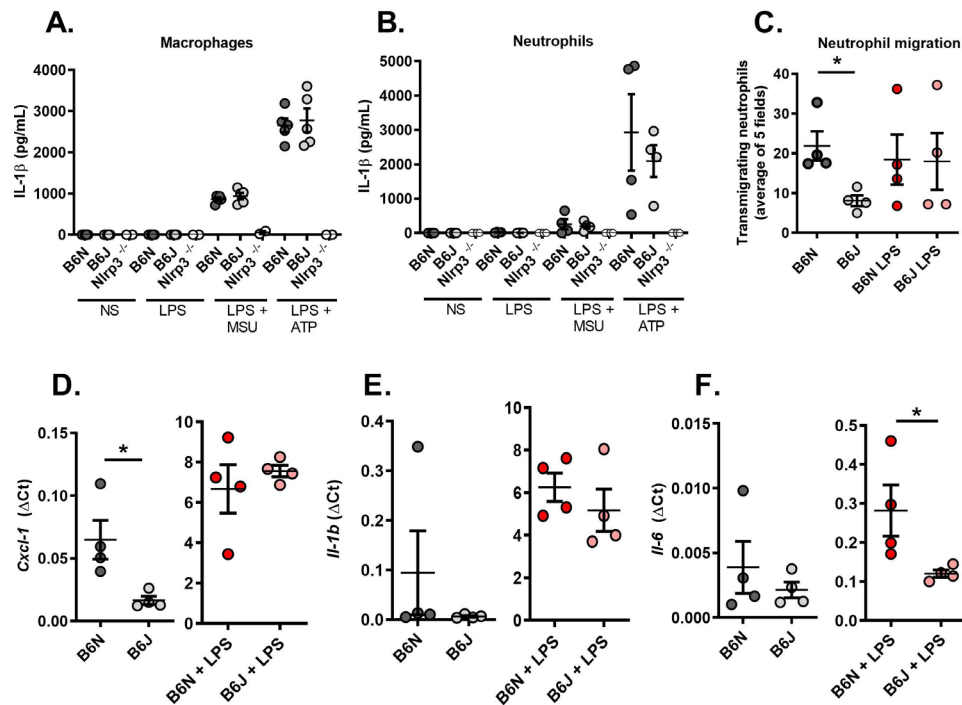 A.
Macrophages
IL-1β (pg/mL)
4000
3000
2000
1000
0
B6N
B6J
Nlrp3 -/-
B6N
B6J
Nlrp3 -/-
B6N
B6J
Nlrp3 -/-
B6N
B6J
Nlrp3 -/-
NS
LPS
LPS +
MSU
LPS +
ATP
B.
Neutrophils
IL-1β (pg/mL)
6000
5000
4000
3000
2000
1000
0
B6N
B6J
Nlrp3 -/-
B6N
B6J
Nlrp3 -/-
B6N
B6J
Nlrp3 -/-
B6N
B6J
Nlrp3 -/-
NS
LPS
LPS +
MSU
LPS +
ATP
C.
Neutrophil migration
Transmigrating neutrophils
(average of 5 fields)
40
30
20
10
0
*
B6N
B6J
B6N LPS
B6J LPS
D.
Cxcl-1 (ΔCt)
0.15
0.10
0.05
0.00
*
B6N
B6J
10
8
6
4
2
0
B6N + LPS
B6J + LPS
E.
Il-1b (ΔCt)
0.4
0.3
0.2
0.1
0.0
B6N
B6J
10
8
6
4
2
0
B6N + LPS
B6J + LPS
F.
Il-6 (ΔCt)
0.015
0.010
0.005
0.000
B6N
B6J
0.5
0.4
0.3
0.2
0.1
0.0
*
B6N + LPS
B6J + LPS